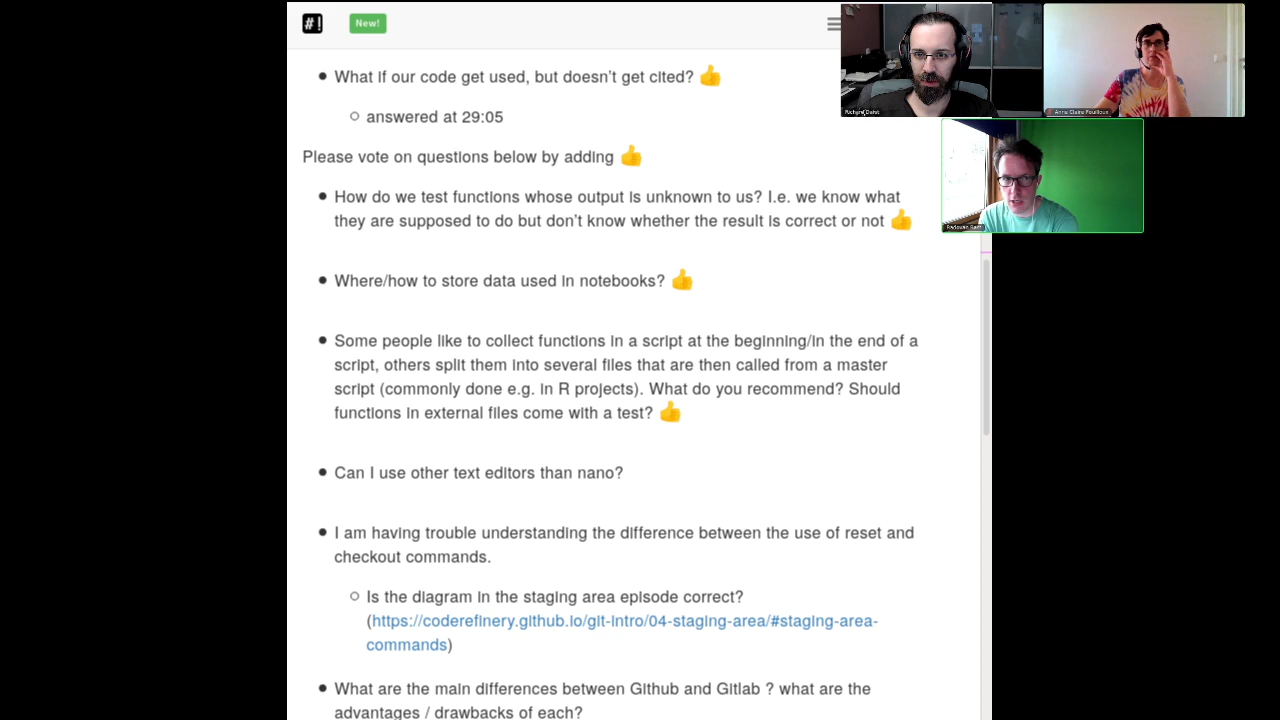 #!
New!
What if our code get used, but doesn't get cited? 👍
answered at 29:05
Please vote on questions below by adding 👍
How do we test functions whose output is unknown to us? I.e. we know what
they are supposed to do but don't know whether the result is correct or not 👍
Where/how to store data used in notebooks? 👍
Some people like to collect functions in a script at the beginning/in the end of a
script, others split them into several files that are then called from a master
script (commonly done e.g. in R projects). What do you recommend? Should
functions in external files come with a test? 👍
Can I use other text editors than nano?
I am having trouble understanding the difference between the use of reset and
checkout commands.
Is the diagram in the staging area episode correct?
(https://coderefinery.github.io/git-intro/04-staging-area/#staging-area-
commands)
What are the main differences between Github and Gitlab ? what are the
advantages / drawbacks of each?
Richard Darst
Anne Claire Fouilloux
Radovan Bast